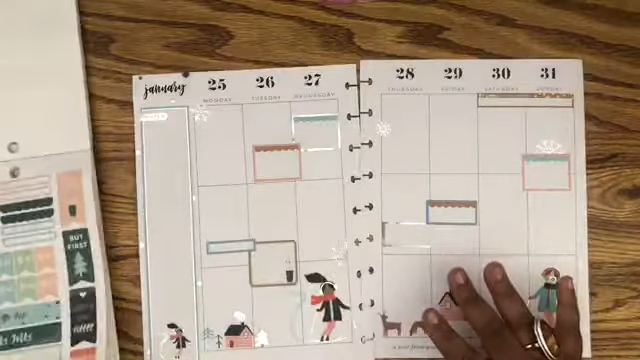 january
25 26 27 28 29 30 31
MONDAY TUESDAY WEDNESDAY THURSDAY FRIDAY SATURDAY SUNDAY
BUT
FIRST